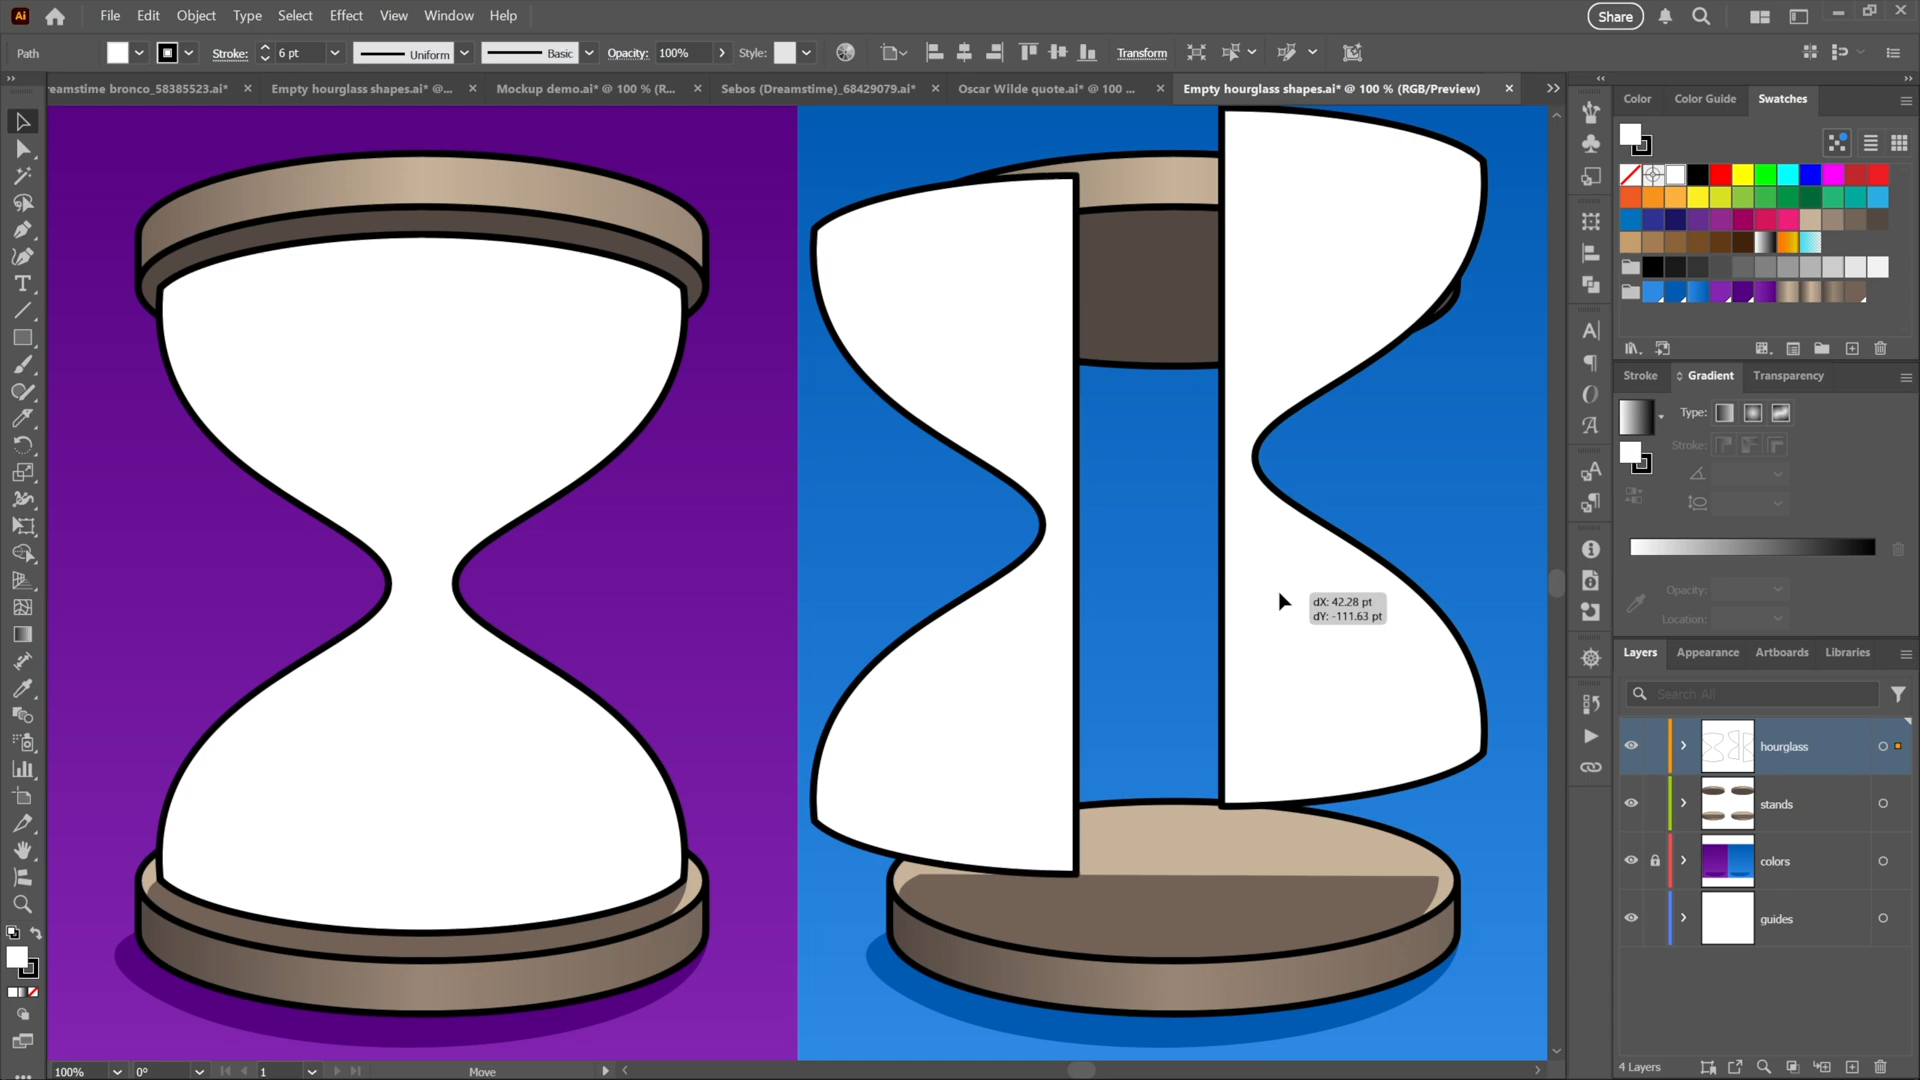 Ai File Edit Object Type Select Effect View Window Help Share
Path Stroke: 6 pt Uniform Basic Opacity: 100% Style: Transform
reamstime bronco_58385523.ai* Empty hourglass shapes.ai* @... Mockup demo.ai* @ 100 % (R... Sebos (Dreamstime)_68429079.ai* Oscar Wilde quote.ai* @ 100 ... Empty hourglass shapes.ai* @ 100 % (RGB/Preview)
Color Color Guide Swatches
Stroke Gradient Transparency
Type:
Stroke:
Opacity:
Location:
dX: 42.28 pt
dY: -111.63 pt
Layers Appearance Artboards Libraries
Search All
hourglass
stands
colors
guides
4 Layers
100% 0° 1 Move